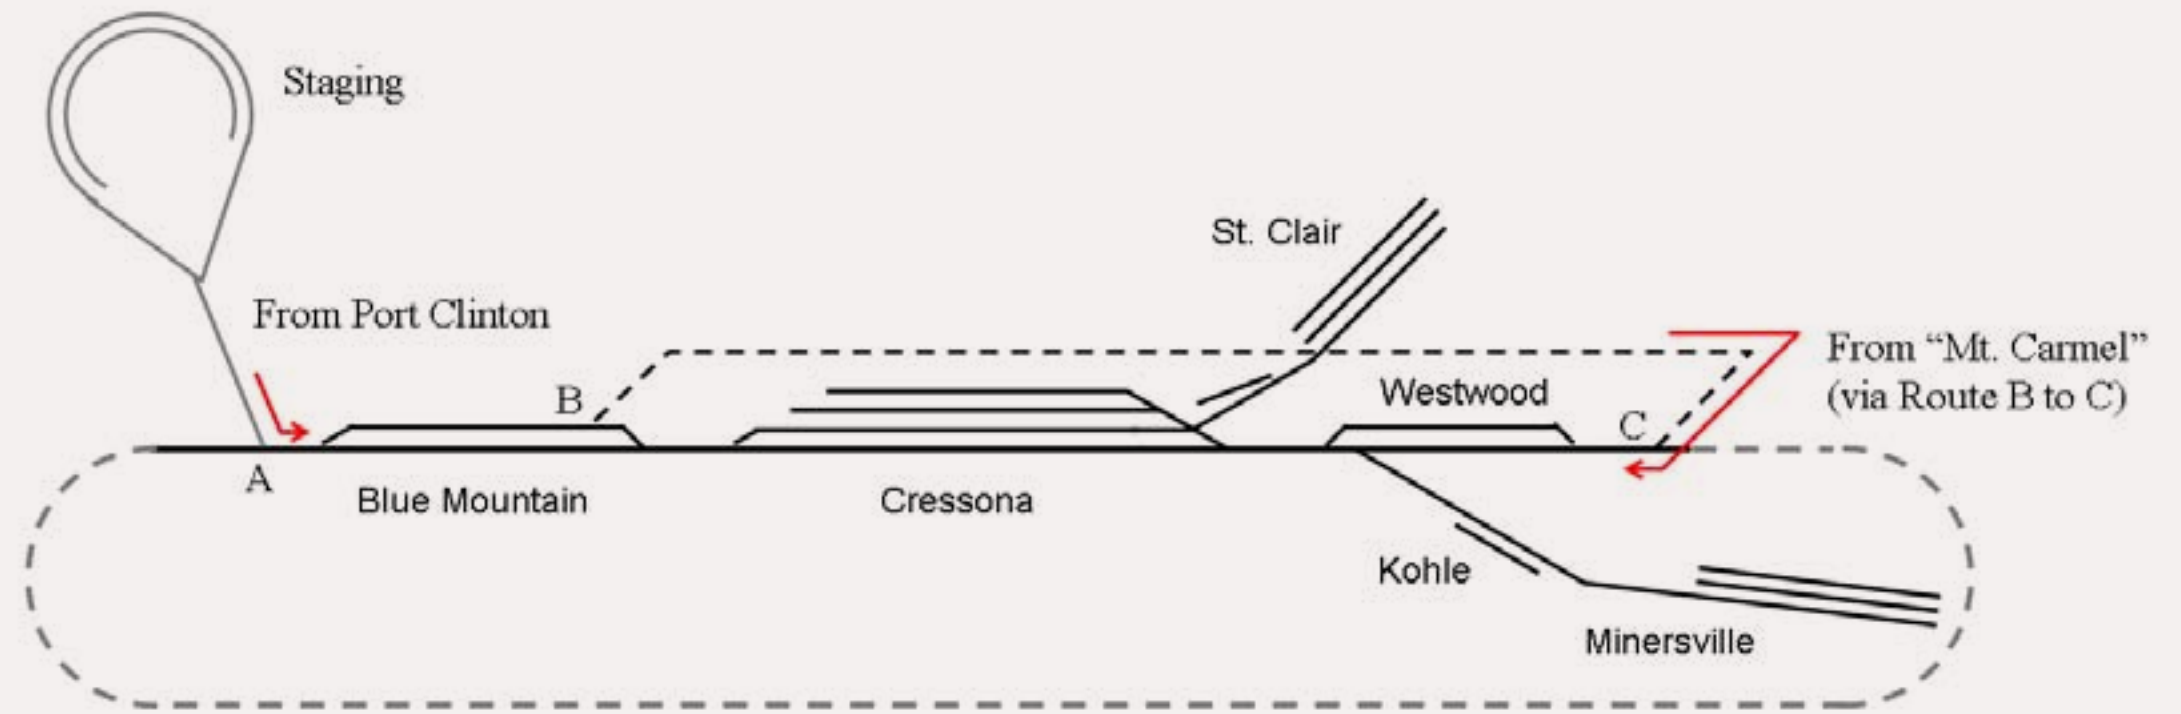 Staging
St. Clair
From Port Clinton
From “Mt. Carmel”
(via Route B to C)
Westwood
B
C
A
Blue Mountain
Cressona
Kohle
Minersville